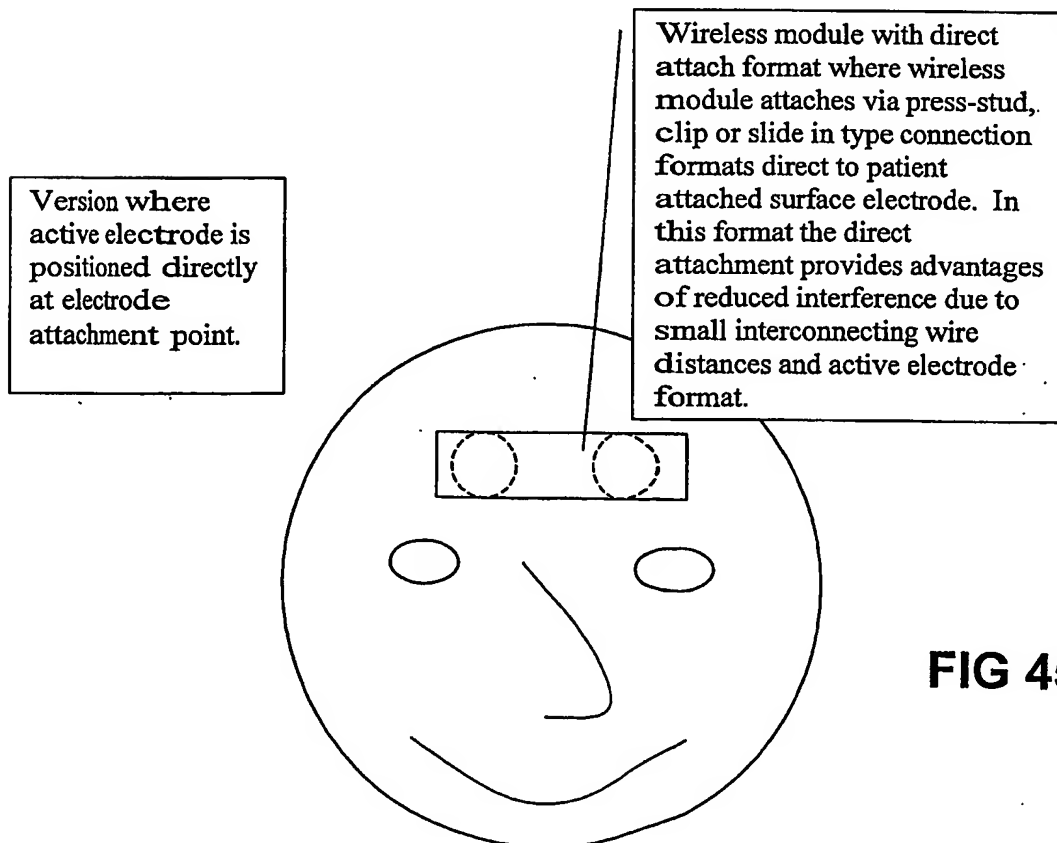 Wireless module with direct
attach format where wireless
module attaches via press-stud,
clip or slide in type connection
formats direct to patient
attached surface electrode. In
this format the direct
attachment provides advantages
of reduced interference due to
small interconnecting wire
distances and active electrode
format.
Version where
active electrode is
positioned directly
at electrode
attachment point.
FIG 4